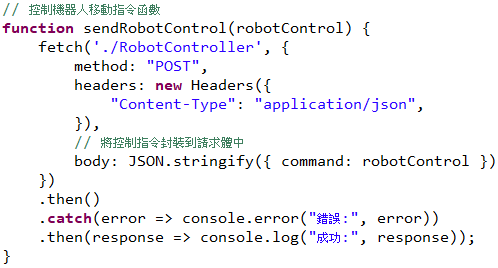 // 控制機器人移動指令函數
function sendRobotControl(robotControl) {
    fetch('./RobotController', {
        method: "POST",
        headers: new Headers({
            "Content-Type": "application/json",
        }),
        // 將控制指令封裝到請求體中
        body: JSON.stringify({ command: robotControl })
    })
    .then()
    .catch(error => console.error("錯誤:", error))
    .then(response => console.log("成功:", response));
}